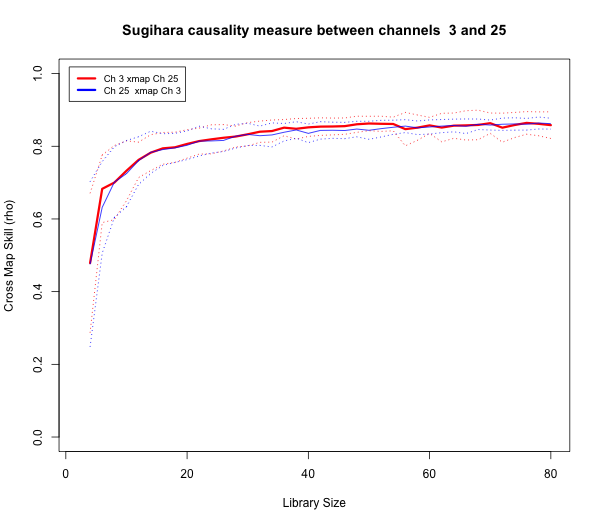 Sugihara causality measure between channels  3 and 25
Ch 3 xmap Ch 25
Ch 25  xmap Ch 3
Cross Map Skill (rho)
1.0
0.8
0.6
0.4
0.2
0.0
0 20 40 60 80
Library Size